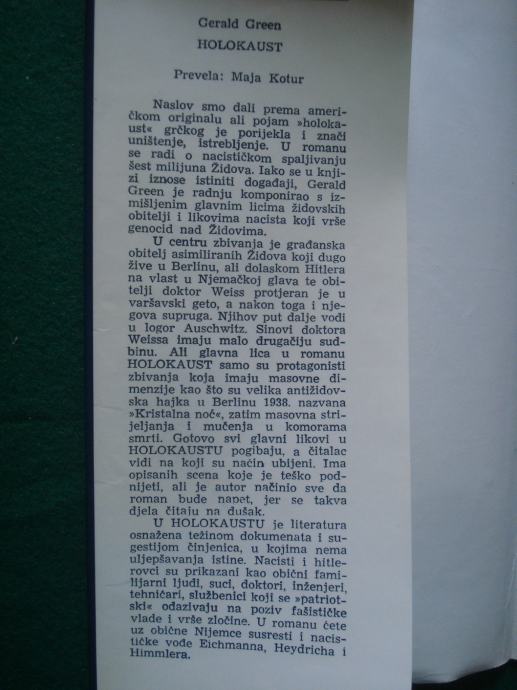 Gerald Green
HOLOKAUST
Prevela: Maja Kotur
Naslov smo dali prema ameri-
čkom originalu ali pojam »holoka-
ust« grčkog je porijekla i znači
uništenje, istrebljenje. U romanu
se radi o nacističkom spaljivanju
šest milijuna Židova. Iako se u knji-
zi iznose istiniti događaji, Gerald
Green je radnju komponirao s iz-
mišljenim glavnim licima židovskih
obitelji i likovima nacista koji vrše
genocid nad Židovima.
U centru zbivanja je građanska
obitelj asimiliranih Židova koji dugo
žive u Berlinu, ali dolaskom Hitlera
na vlast u Njemačkoj glava te obi-
telji doktor Weiss protjeran je u
varšavski geto, a nakon toga i nje-
gova supruga. Njihov put dalje vodi
u logor Auschwitz. Sinovi doktora
Weissa imaju malo drugačiju sud-
binu. Ali glavna lica u romanu
HOLOKAUST samo su protagonisti
zbivanja koja imaju masovne di-
menzije kao što su velika antižidov-
ska hajka u Berlinu 1938. nazvana
»Kristalna noć«, zatim masovna stri-
jeljanja i mučenja u komorama
smrti. Gotovo svi glavni likovi u
HOLOKAUSTU pogibaju, a čitalac
vidi na koji su način ubijeni. Ima
opisanih scena koje je teško pod-
nijeti, ali je autor načinio sve da
roman bude napet, jer se takva
djela čitaju na dušak.
U HOLOKAUSTU je literatura
osnažena težinom dokumenata i su-
gestijom činjenica, u kojima nema
uljepšavanja istine. Nacisti i hitle-
rovci su prikazani kao obični fami-
lijarni ljudi, suci, doktori, inženjeri,
tehničari, službenici koji se »patriot-
ski« odazivaju na poziv fašističke
vlade i vrše zločine. U romanu ćete
uz obične Nijemce susresti i nacis-
tičke vođe Eichmanna, Heydricha i
Himmlera.